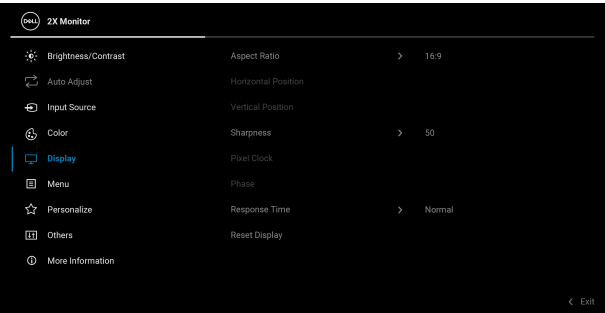 DELL 2X Monitor
Brightness/Contrast Aspect Ratio > 16:9
Auto Adjust Horizontal Position
Input Source Vertical Position
Color Sharpness > 50
Display Pixel Clock
Menu Phase
Personalize Response Time > Normal
Others Reset Display
More Information
< Exit